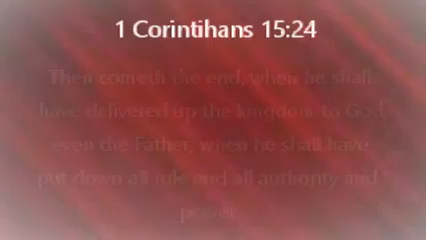 1 Corintihans 15:24
Then cometh the end, when he shall
have delivered up the kingdom to God,
even the Father; when he shall have
put down all rule and all authority and
power.